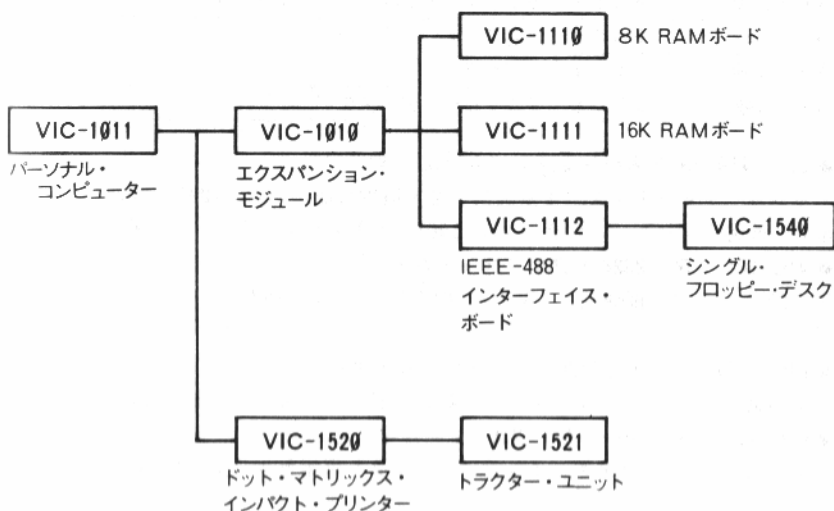 VIC-1110
8K RAMボード
VIC-1011
パーソナル・
コンピューター
VIC-1010
エクスパンション・
モジュール
VIC-1111
16K RAMボード
VIC-1112
IEEE-488
インターフェイス・
ボード
VIC-1540
シングル・
フロッピー・デスク
VIC-1520
ドット・マトリックス・
インパクト・プリンター
VIC-1521
トラクター・ユニット